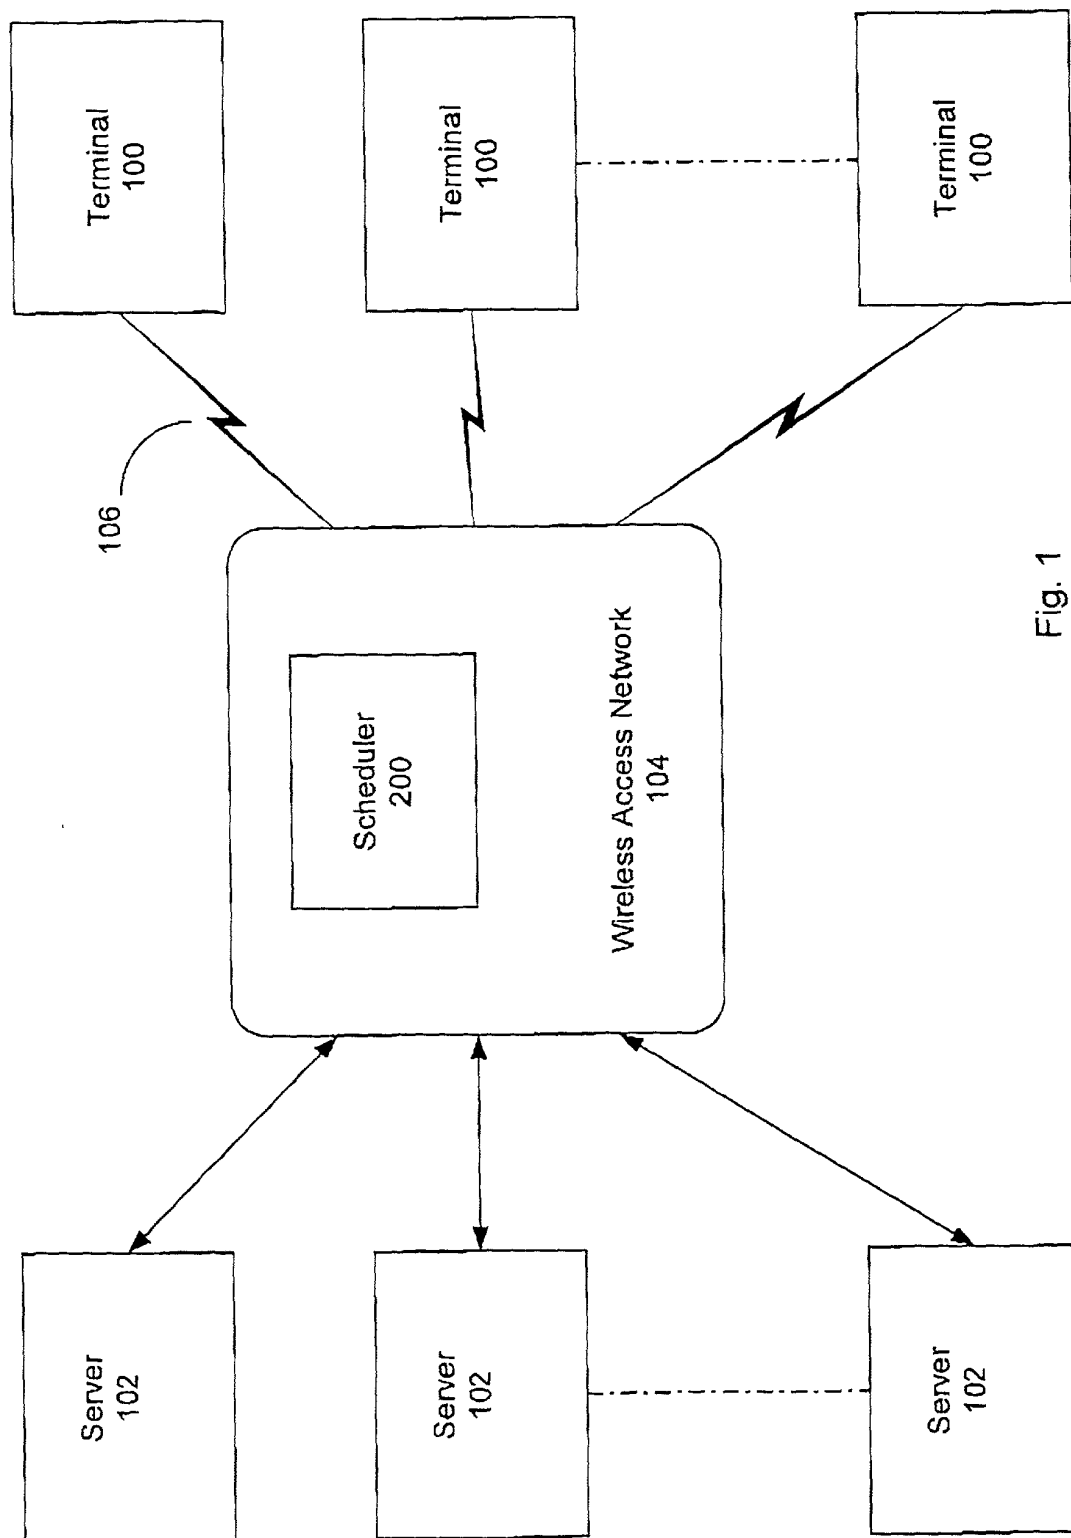 Server
102
Server
102
Server
102
Scheduler
200
Wireless Access Network
104
106
Terminal
100
Terminal
100
Terminal
100
Fig. 1